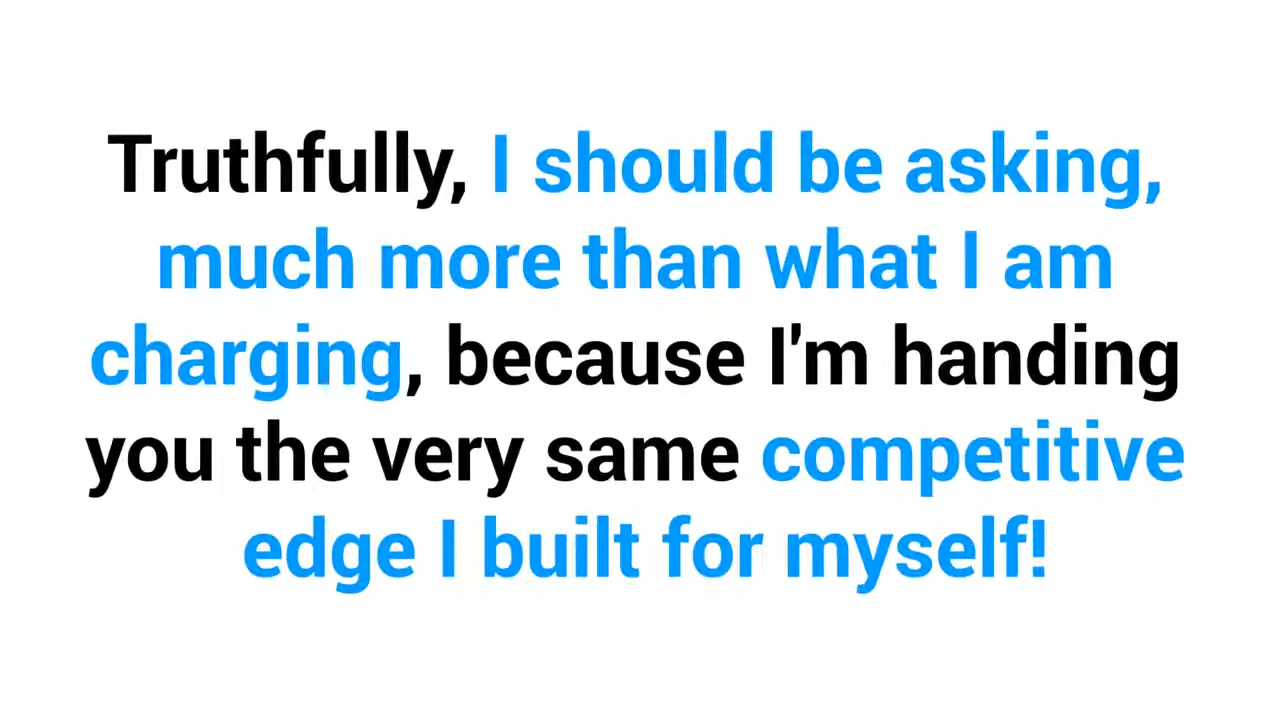 Truthfully, I should be asking,
much more than what I am
charging, because I'm handing
you the very same competitive
edge I built for myself!